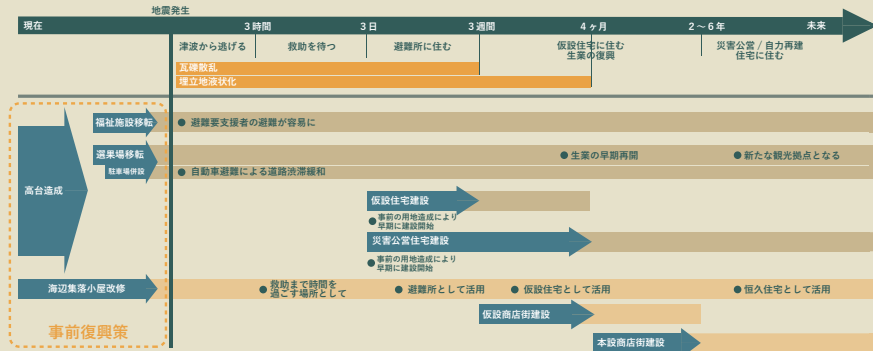 地震発生
現在
3時間
3日
3週間
4ヶ月
2〜6年
未来
津波から逃げる
救助を待つ
避難所に住む
仮設住宅に住む
生業の復興
災害公営 / 自力再建
住宅に住む
瓦礫散乱
埋立地液状化
福祉施設移転
● 避難要支援者の避難が容易に
選果場移転
● 生業の早期再開
● 新たな観光拠点となる
駐車場併設
● 自動車避難による道路渋滞緩和
高台造成
仮設住宅建設
● 事前の用地造成により
早期に建設開始
災害公営住宅建設
● 事前の用地造成により
早期に建設開始
海辺集落小屋改修
● 救助まで時間を
過ごす場所として
● 避難所として活用
● 仮設住宅として活用
● 恒久住宅として活用
仮設商店街建設
事前復興策
本設商店街建設